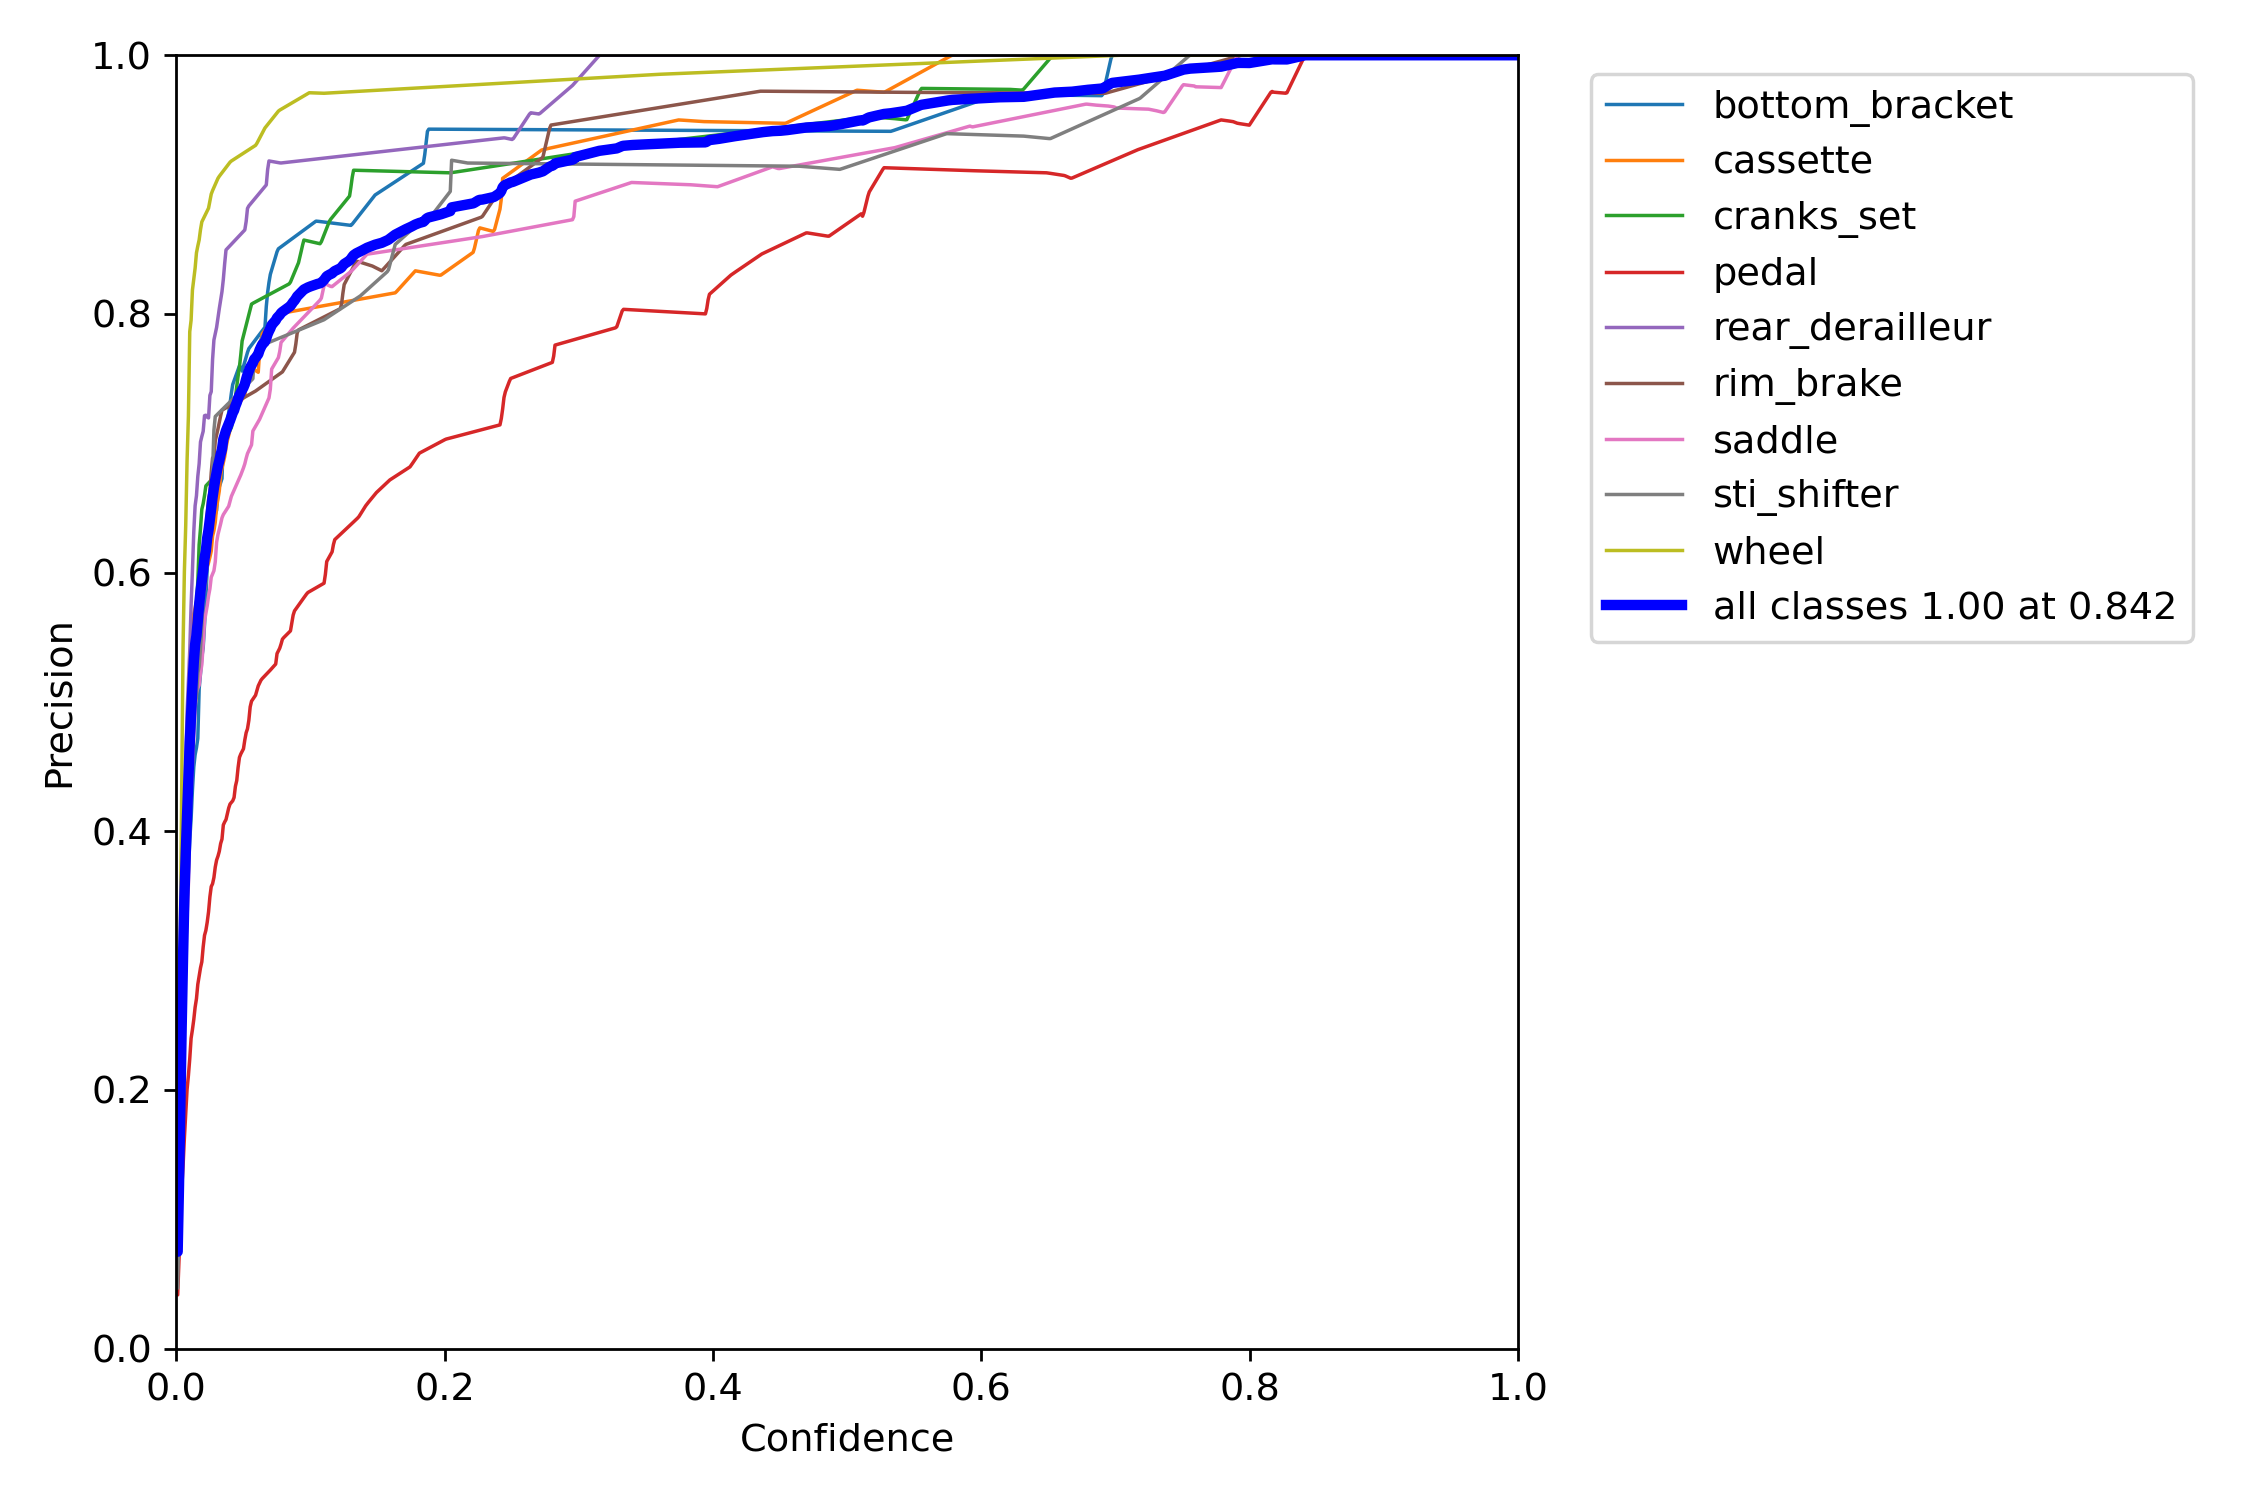 1.0
0.8
0.6
0.4
0.2
0.0
0.0 0.2 0.4 0.6 0.8 1.0
Precision
Confidence
bottom_bracket
cassette
cranks_set
pedal
rear_derailleur
rim_brake
saddle
sti_shifter
wheel
all classes 1.00 at 0.842